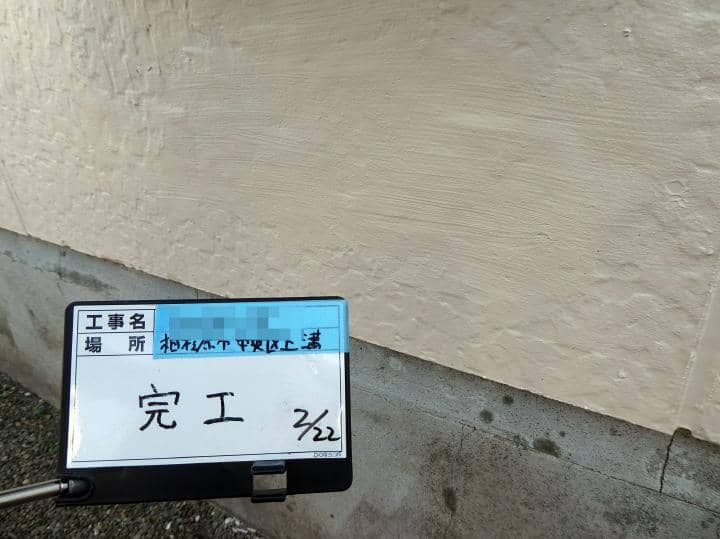 工事名
場所 相模原市中央区上溝
完工 2/22